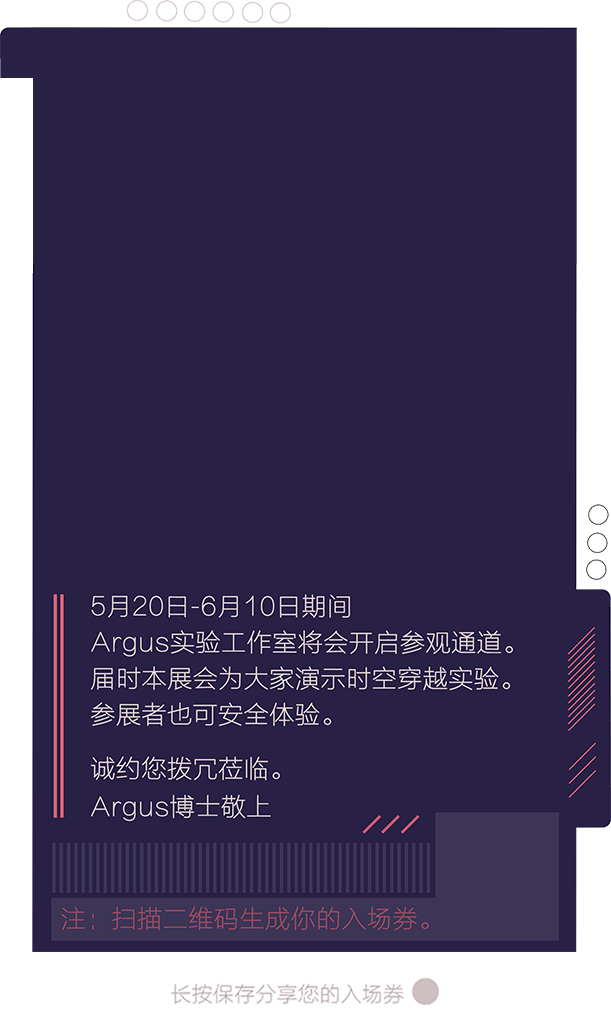 5月20日-6月10日期间
Argus实验工作室将会开启参观通道。
届时本展会为大家演示时空穿越实验。
参展者也可安全体验。
诚约您拨冗莅临。
Argus博士敬上
注：扫描二维码生成你的入场券。
长按保存分享您的入场券